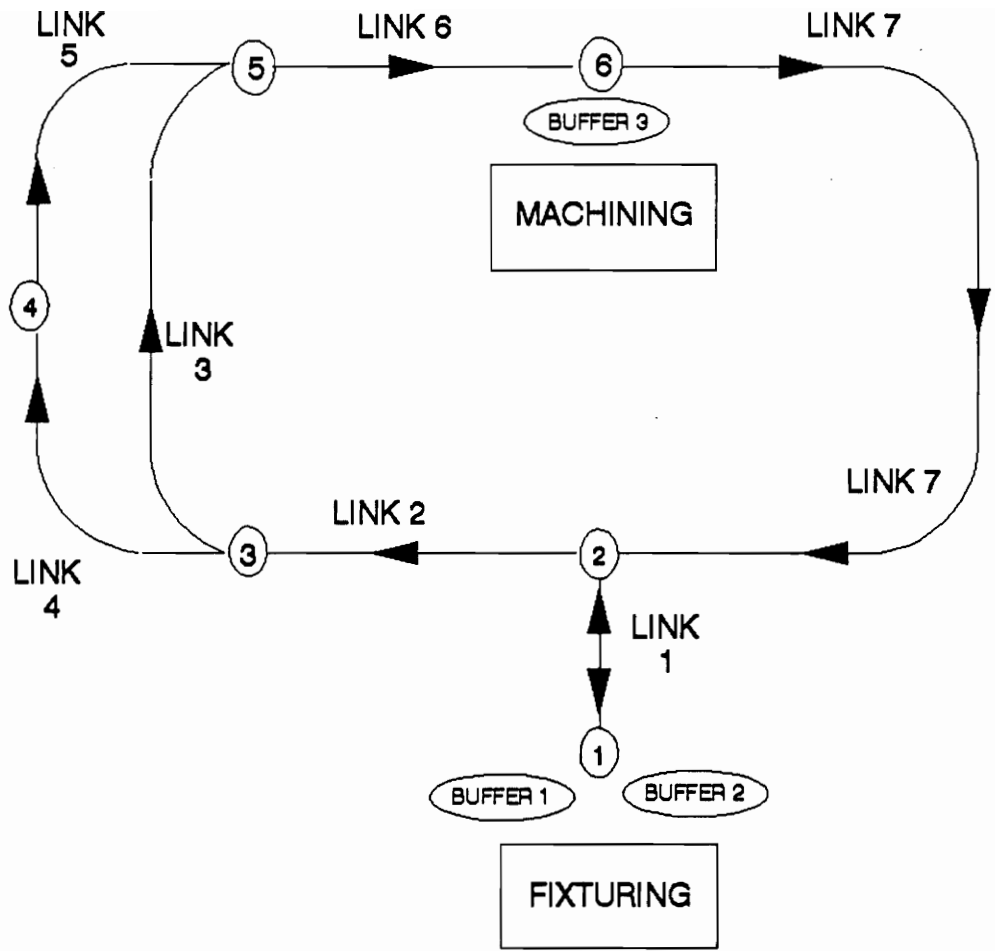 LINK
5
LINK 6
LINK 7
5
6
BUFFER 3
MACHINING
4
LINK
3
LINK 7
LINK 2
3
2
LINK
4
LINK
1
1
BUFFER 1
BUFFER 2
FIXTURING